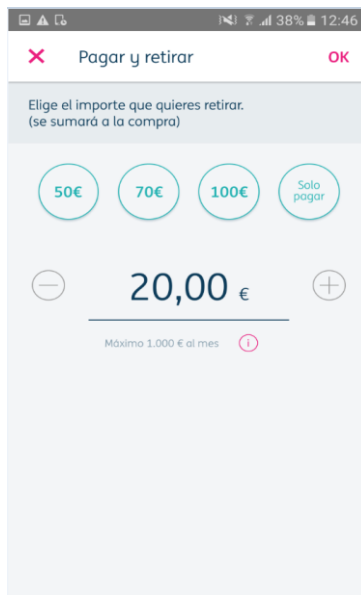 38% 12:46
Pagar y retirar OK
Elige el importe que quieres retirar.
(se sumará a la compra)
50€ 70€ 100€ Solo
pagar
20,00 €
Máximo 1.000 € al mes i